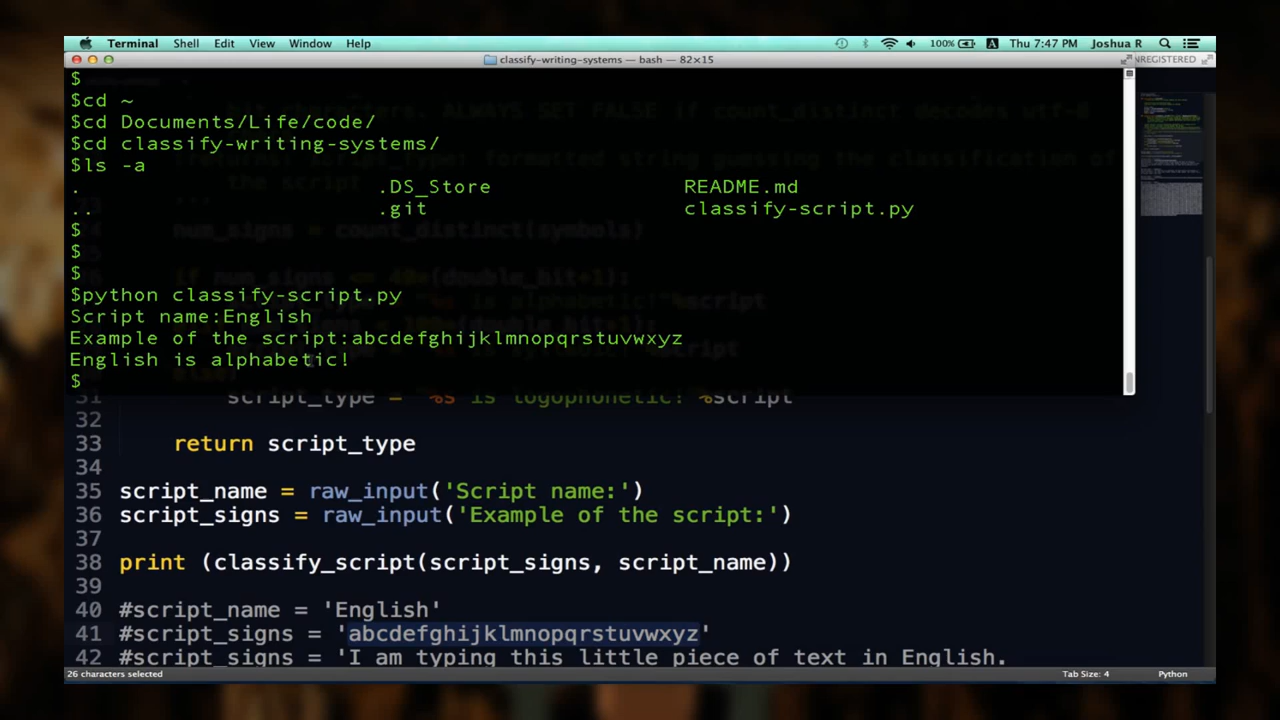 Terminal Shell Edit View Window Help 100% A Thu 7:47 PM Joshua R
classify-writing-systems — bash — 82×15
NREGISTERED
$
$cd ~
$cd Documents/Life/code/
$cd classify-writing-systems/
$ls -a
. .DS_Store README.md
.. .git classify-script.py
$
$
$
$python classify-script.py
Script name:English
Example of the script:abcdefghijklmnopqrstuvwxyz
English is alphabetic!
$
31 script_type = "%s is logophonetic!"%script
32
33 return script_type
34
35 script_name = raw_input('Script name:')
36 script_signs = raw_input('Example of the script:')
37
38 print (classify_script(script_signs, script_name))
39
40 #script_name = 'English'
41 #script_signs = 'abcdefghijklmnopqrstuvwxyz'
42 #script_signs = 'I am typing this little piece of text in English.
26 characters selected Tab Size: 4 Python